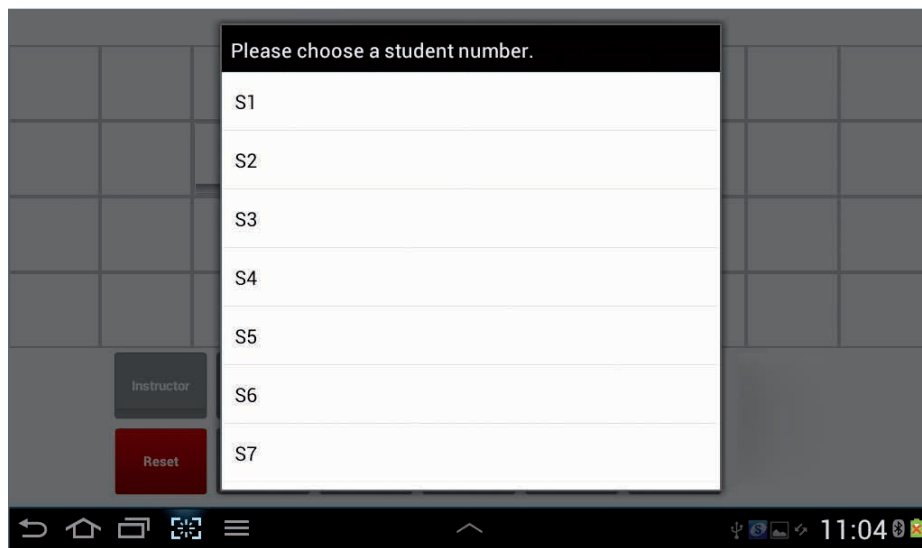 Please choose a student number.
S1
S2
S3
S4
S5
S6
S7
Instructor
Reset
11:04